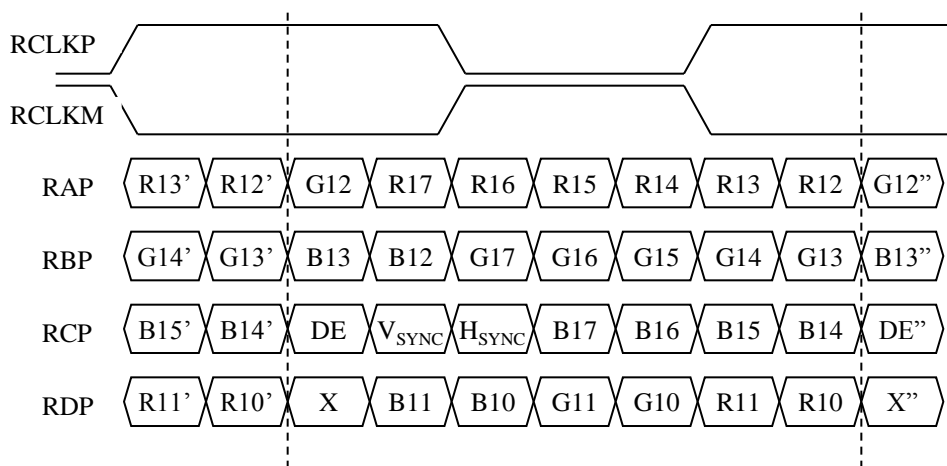 RCLKP
RCLKM
RAP R13’ R12’ G12 R17 R16 R15 R14 R13 R12 G12”
RBP G14’ G13’ B13 B12 G17 G16 G15 G14 G13 B13”
RCP B15’ B14’ DE VSYNC HSYNC B17 B16 B15 B14 DE”
RDP R11’ R10’ X B11 B10 G11 G10 R11 R10 X”